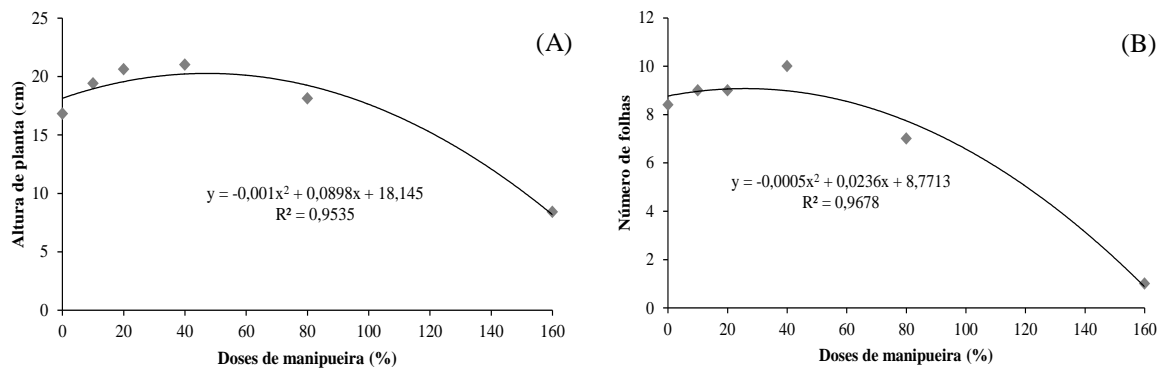 (A)
Altura de planta (cm)
25
20
15
10
5
0
y = -0,001x² + 0,0898x + 18,145
R² = 0,9535
0 20 40 60 80 100 120 140 160
Doses de manipueira (%)
(B)
Número de folhas
12
10
8
6
4
2
0
y = -0,0005x² + 0,0236x + 8,7713
R² = 0,9678
0 20 40 60 80 100 120 140 160
Doses de manipueira (%)